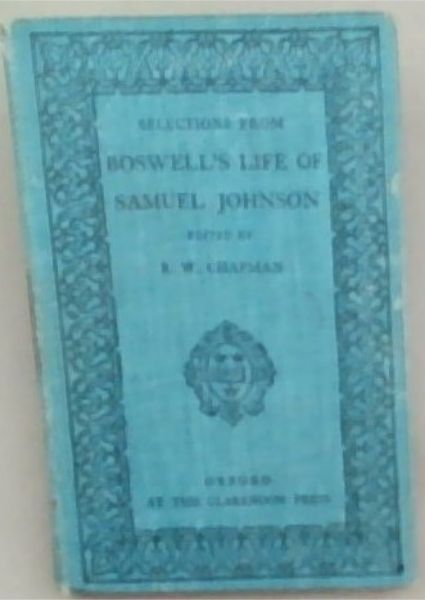 SELECTIONS FROM
BOSWELL'S LIFE OF
SAMUEL JOHNSON
EDITED BY
R. W. CHAPMAN
OXFORD
AT THE CLARENDON PRESS